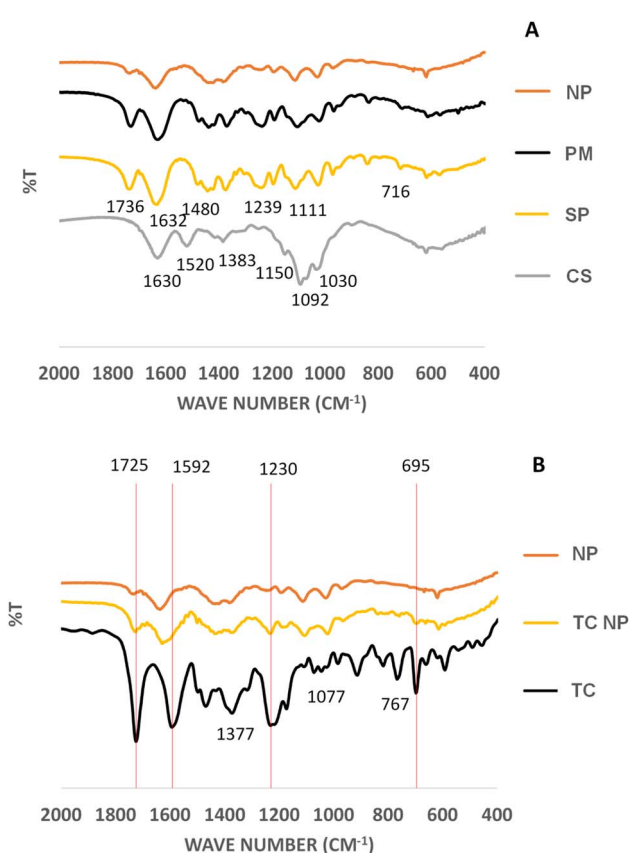 A
NP
PM
%T
SP
716
1736
1632
1480
1239
1111
CS
1520
1383
1150
1030
1630
1092
2000 1800 1600 1400 1200 1000 800 600 400
WAVE NUMBER (CM-1)
1725 1592 1230 695 B
NP
%T
TC NP
TC
1077
767
1377
2000 1800 1600 1400 1200 1000 800 600 400
WAVE NUMBER (CM-1)